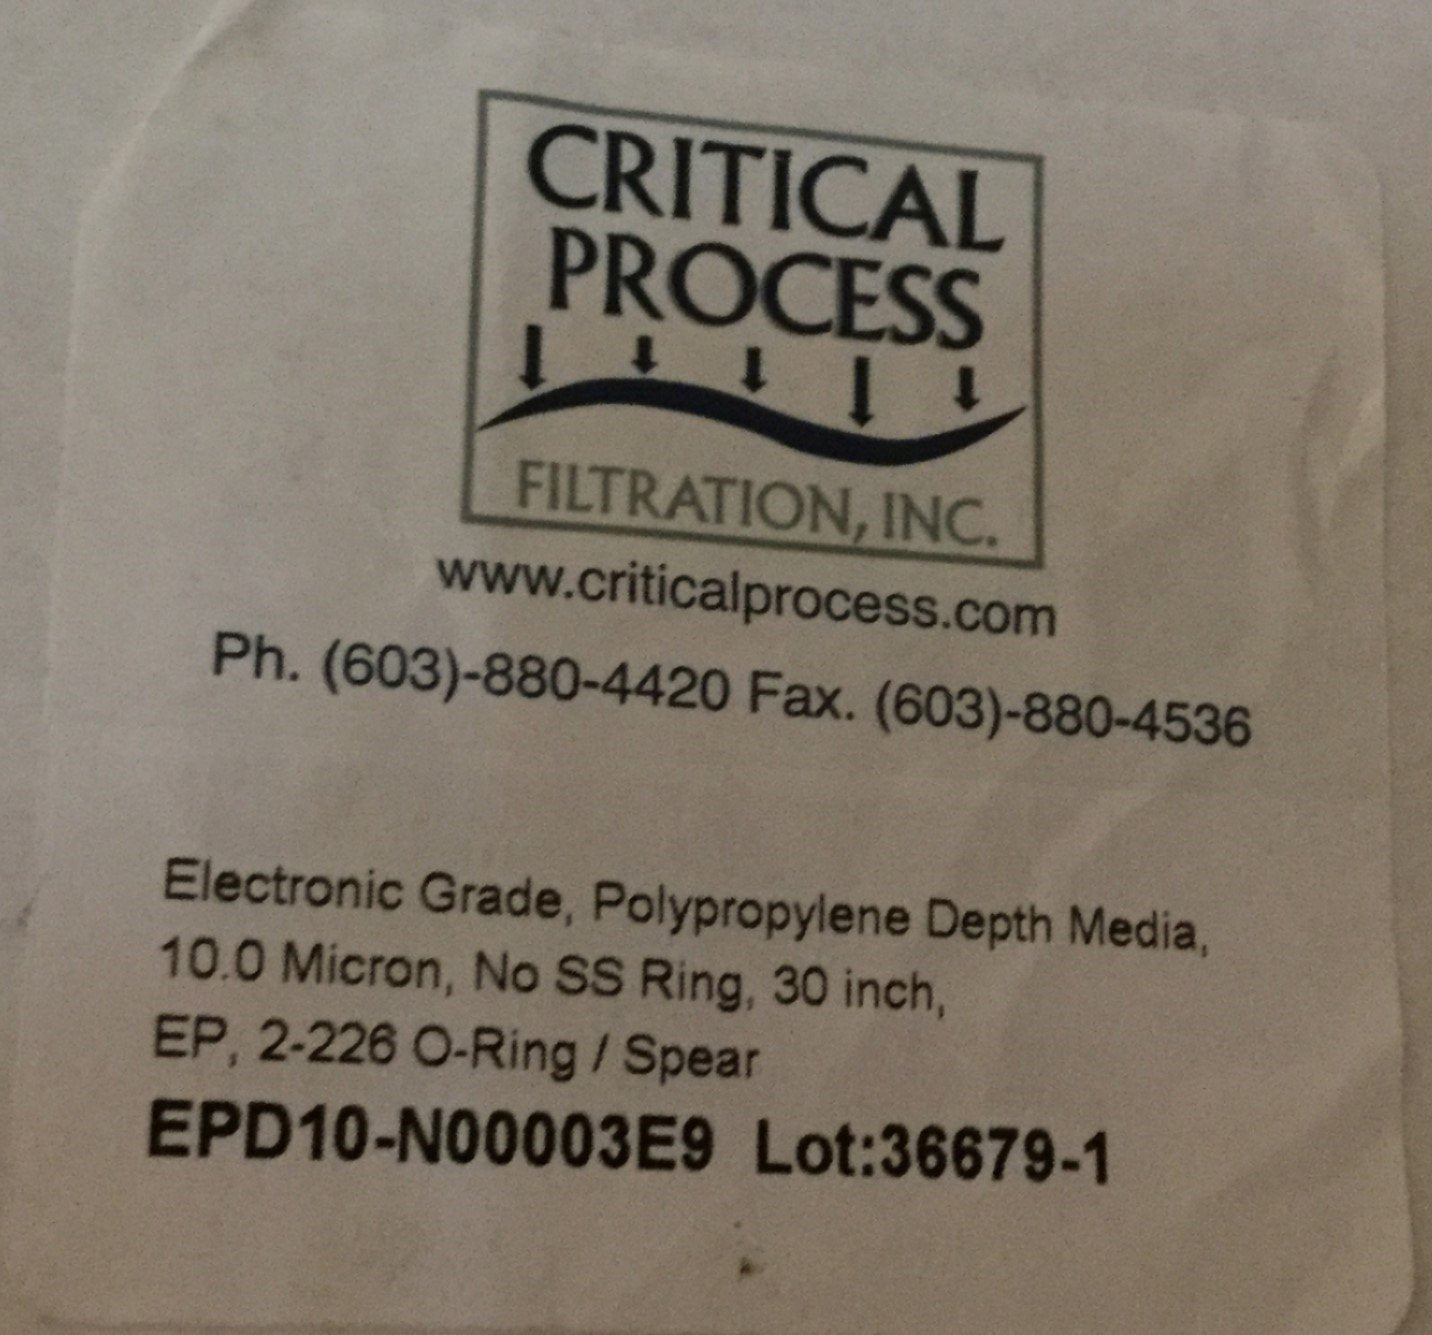 CRITICAL
PROCESS
FILTRATION, INC.
www.criticalprocess.com
Ph. (603)-880-4420 Fax. (603)-880-4536
Electronic Grade, Polypropylene Depth Media,
10.0 Micron, No SS Ring, 30 inch,
EP, 2-226 O-Ring / Spear
EPD10-N00003E9 Lot:36679-1